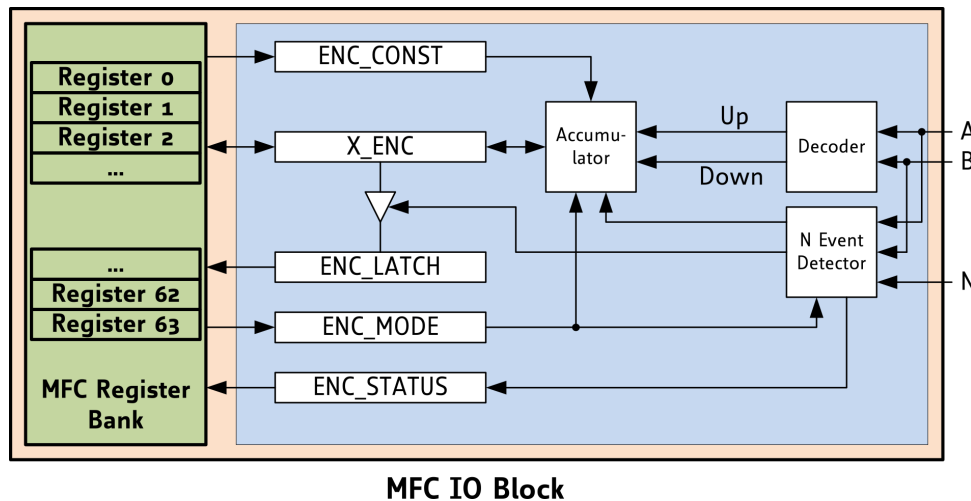 Register 0
Register 1
Register 2
...
...
Register 62
Register 63
MFC Register
Bank
ENC_CONST
X_ENC
ENC_LATCH
ENC_MODE
ENC_STATUS
Accumu-
lator
Up
Down
Decoder
N Event
Detector
A
B
N
MFC IO Block